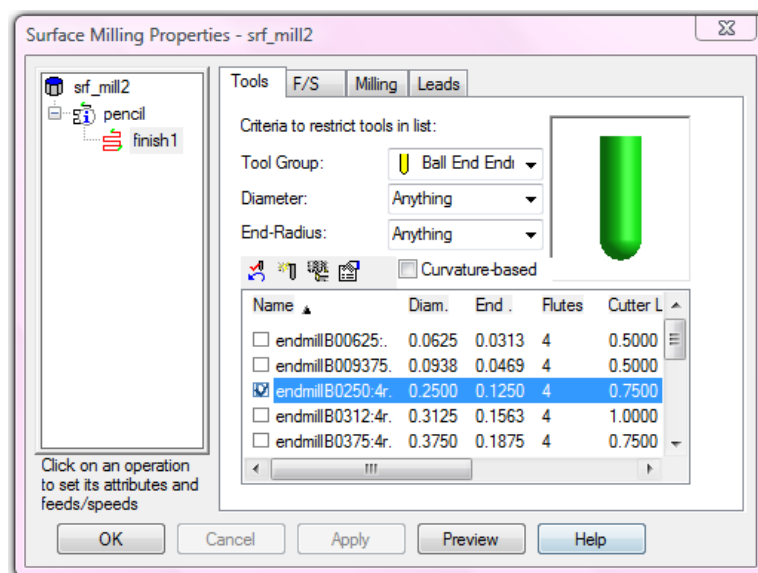 Surface Milling Properties - srf_mill2
srf_mill2
pencil
finish1
Click on an operation
to set its attributes and
feeds/speeds
Tools F/S Milling Leads
Criteria to restrict tools in list:
Tool Group: Ball End Endı
Diameter: Anything
End-Radius: Anything
Curvature-based
Name Diam. End . Flutes Cutter L
endmillB00625:. 0.0625 0.0313 4 0.5000
endmillB009375. 0.0938 0.0469 4 0.5000
endmillB0250:4r. 0.2500 0.1250 4 0.7500
endmillB0312:4r. 0.3125 0.1563 4 1.0000
endmillB0375:4r. 0.3750 0.1875 4 0.7500
OK Cancel Apply Preview Help